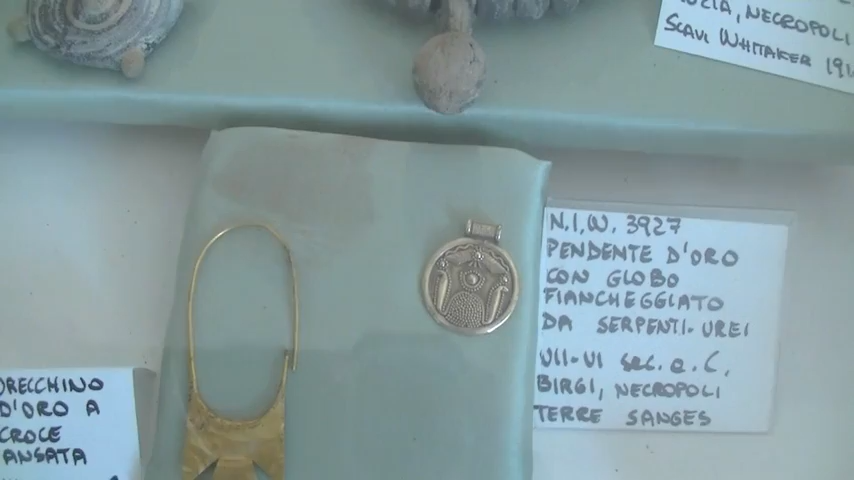 NECROPOLI
SCAVI WHITAKER
N.I.W. 3927
PENDENTE D'ORO
CON GLOBO
FIANCHEGGIATO
DA SERPENTI-UREI
VII-VI sec. a.C.
BIRGI, NECROPOLI
TERRE SANGES
ORECCHINO
D'ORO A
CROCE
ANSATA